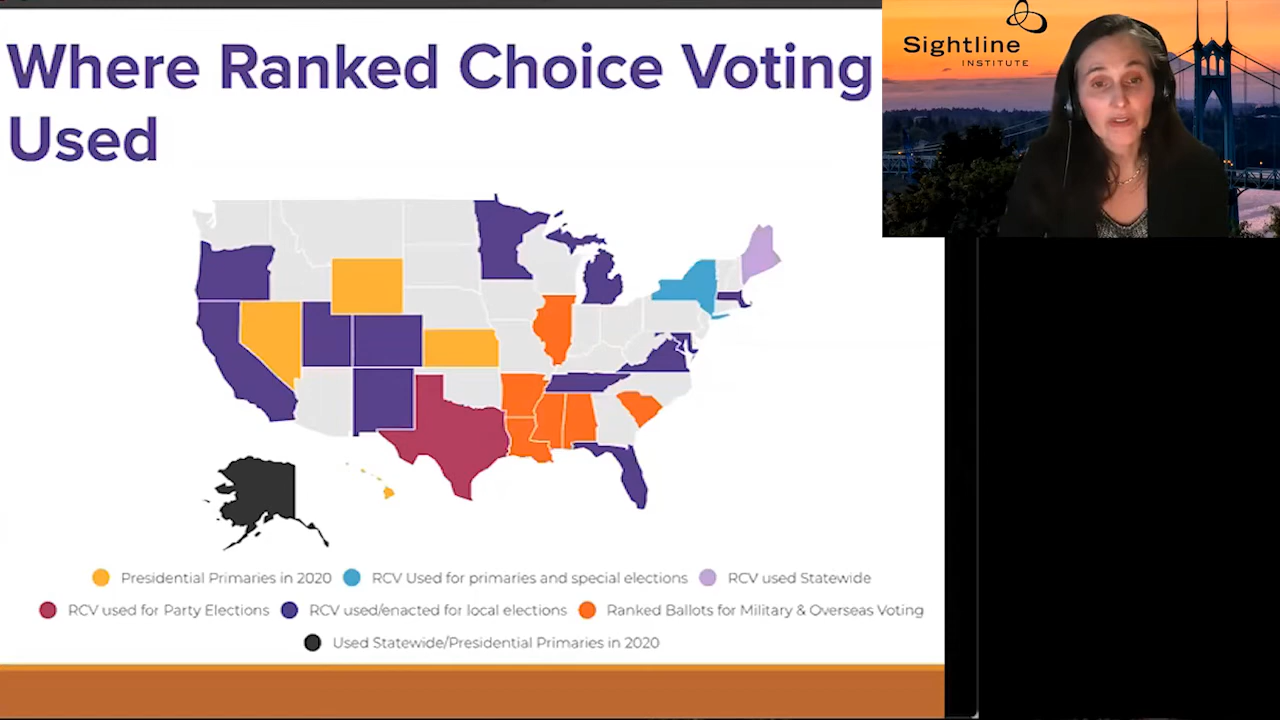 Where Ranked Choice Voting
Used
Sightline
INSTITUTE
Presidential Primaries in 2020
RCV Used for primaries and special elections
RCV used Statewide
RCV used for Party Elections
RCV used/enacted for local elections
Ranked Ballots for Military & Overseas Voting
Used Statewide/Presidential Primaries in 2020